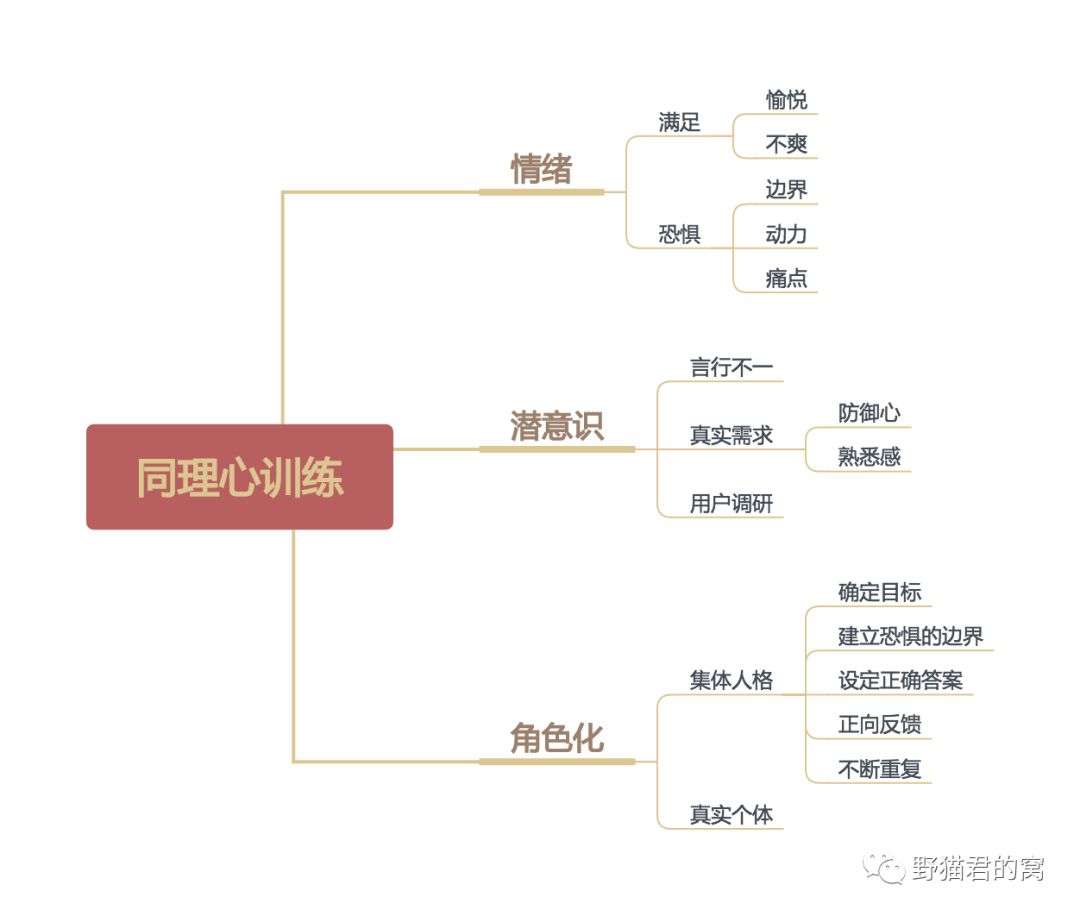 同理心训练
情绪
满足
愉悦
不爽
恐惧
边界
动力
痛点
潜意识
言行不一
真实需求
防御心
熟悉感
用户调研
角色化
集体人格
确定目标
建立恐惧的边界
设定正确答案
正向反馈
不断重复
真实个体
野猫君的窝